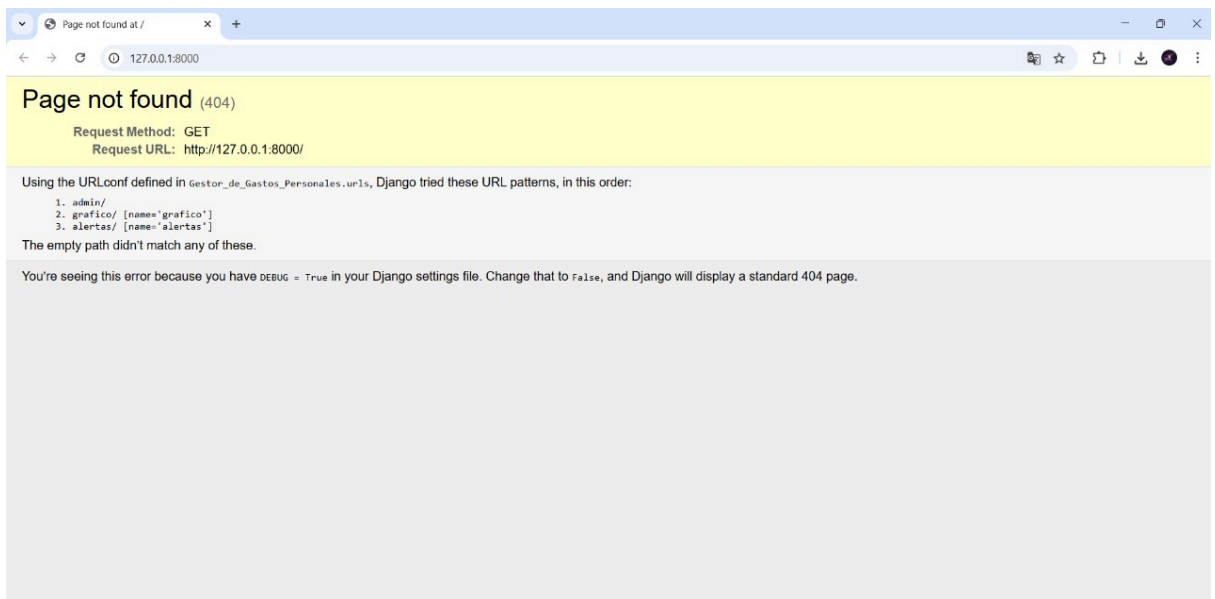 Page not found at /
127.0.0.1:8000
Page not found (404)
Request Method: GET
Request URL: http://127.0.0.1:8000/
Using the URLconf defined in Gestor_de_Gastos_Personales.urls, Django tried these URL patterns, in this order:
1. admin/
2. grafico/ [name='grafico']
3. alertas/ [name='alertas']
The empty path didn't match any of these.
You're seeing this error because you have DEBUG = True in your Django settings file. Change that to False, and Django will display a standard 404 page.